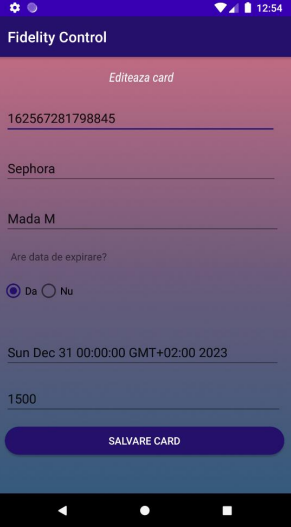 12:54
Fidelity Control
Editeaza card
162567281798845
Sephora
Mada M
Are data de expirare?
Da Nu
Sun Dec 31 00:00:00 GMT+02:00 2023
1500
SALVARE CARD